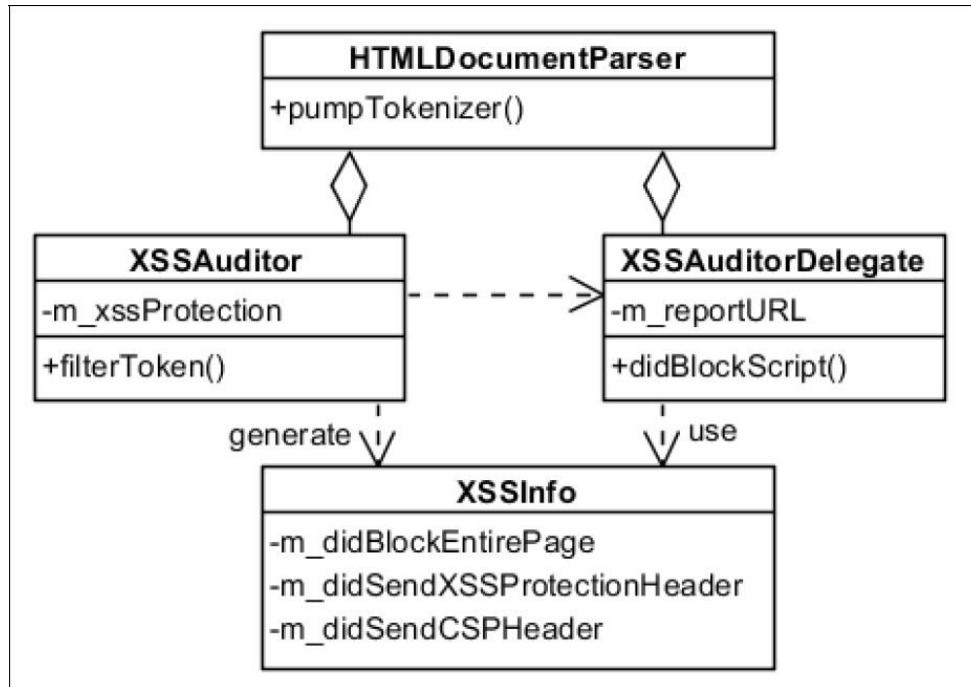 HTMLDocumentParser
+pumpTokenizer()
XSSAuditor
-m_xssProtection
+filterToken()
XSSAuditorDelegate
-m_reportURL
+didBlockScript()
generate
use
XSSInfo
-m_didBlockEntirePage
-m_didSendXSSProtectionHeader
-m_didSendCSPHeader